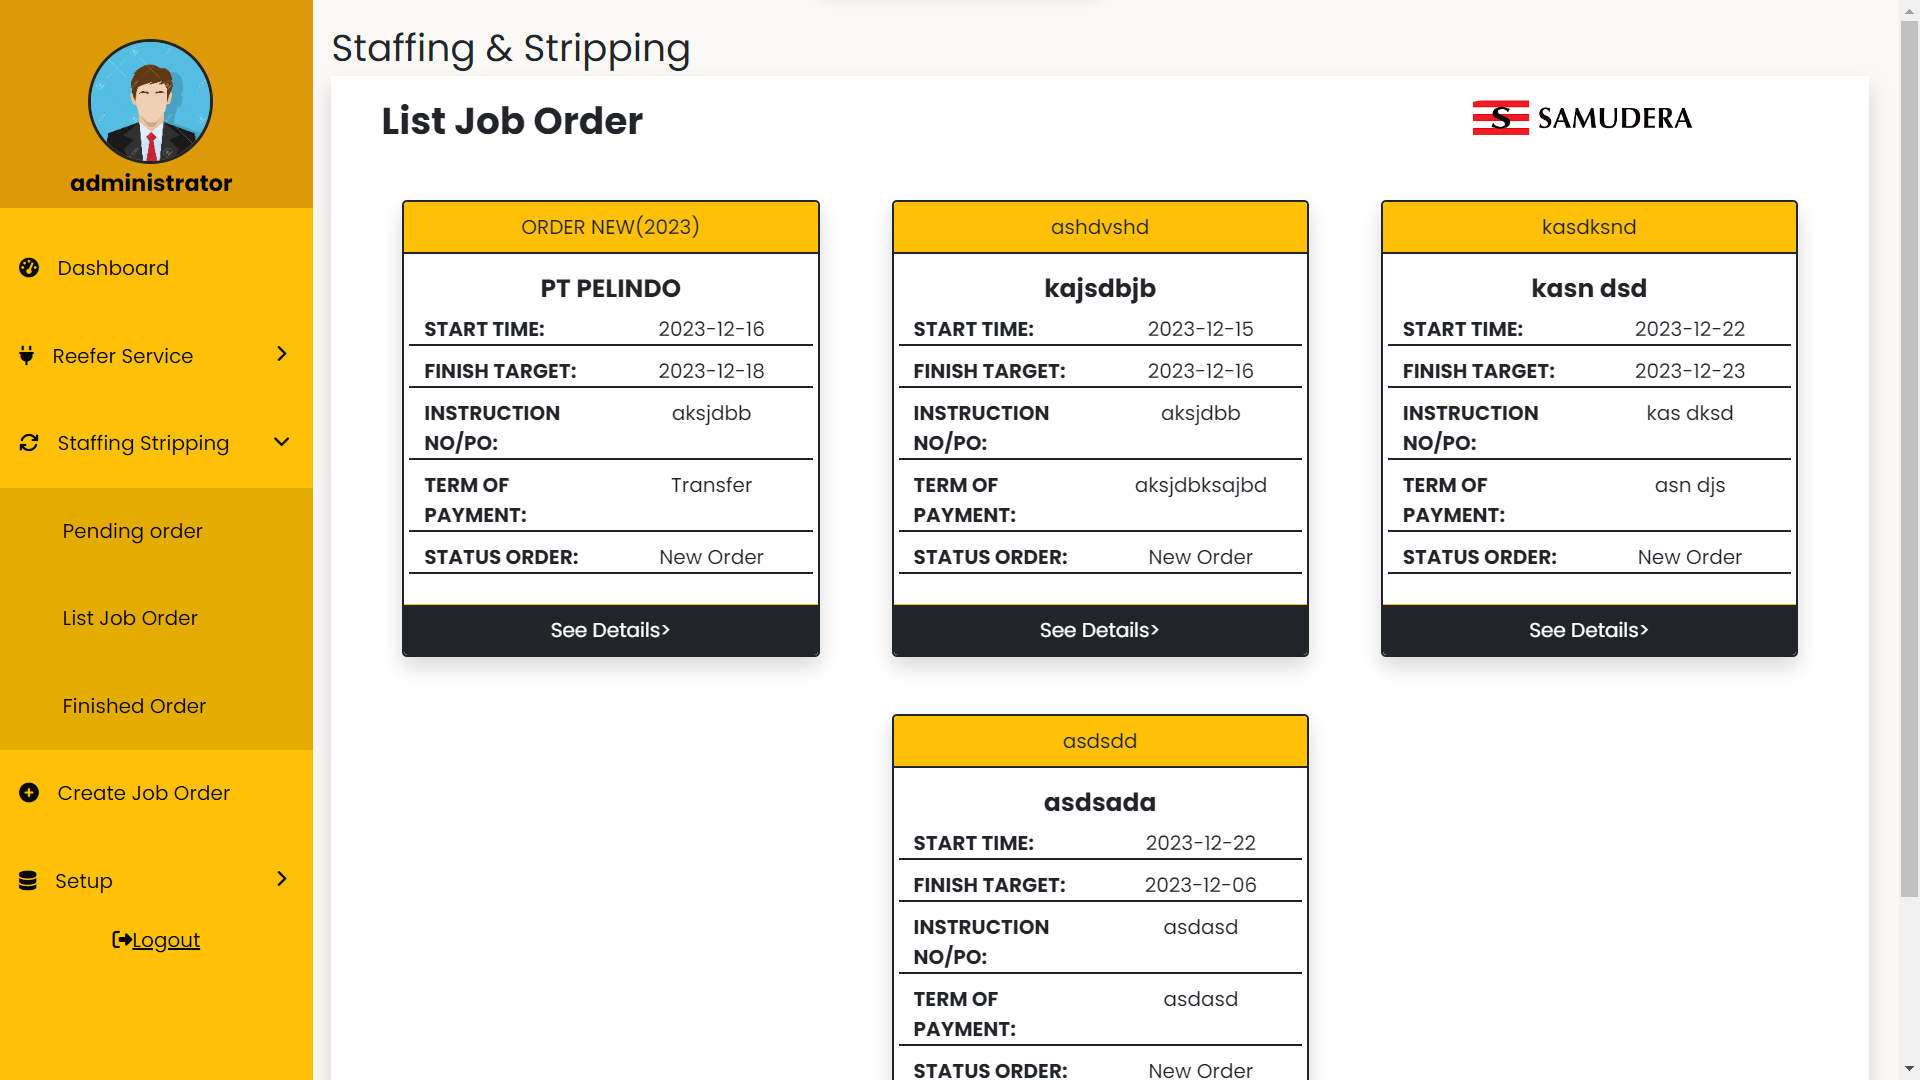 administrator
Dashboard
Reefer Service
Staffing Stripping
Pending order
List Job Order
Finished Order
Create Job Order
Setup
Logout
Staffing & Stripping
List Job Order
S SAMUDERA
ORDER NEW(2023)
PT PELINDO
START TIME: 2023-12-16
FINISH TARGET: 2023-12-18
INSTRUCTION aksjdbb
NO/PO:
TERM OF Transfer
PAYMENT:
STATUS ORDER: New Order
See Details>
ashdvshd
kajsdbjb
START TIME: 2023-12-15
FINISH TARGET: 2023-12-16
INSTRUCTION aksjdbb
NO/PO:
TERM OF aksjdbksajbd
PAYMENT:
STATUS ORDER: New Order
See Details>
kasdksnd
kasn dsd
START TIME: 2023-12-22
FINISH TARGET: 2023-12-23
INSTRUCTION kas dksd
NO/PO:
TERM OF asn djs
PAYMENT:
STATUS ORDER: New Order
See Details>
asdsdd
asdsada
START TIME: 2023-12-22
FINISH TARGET: 2023-12-06
INSTRUCTION asdasd
NO/PO:
TERM OF asdasd
PAYMENT:
STATUS ORDER: New Order